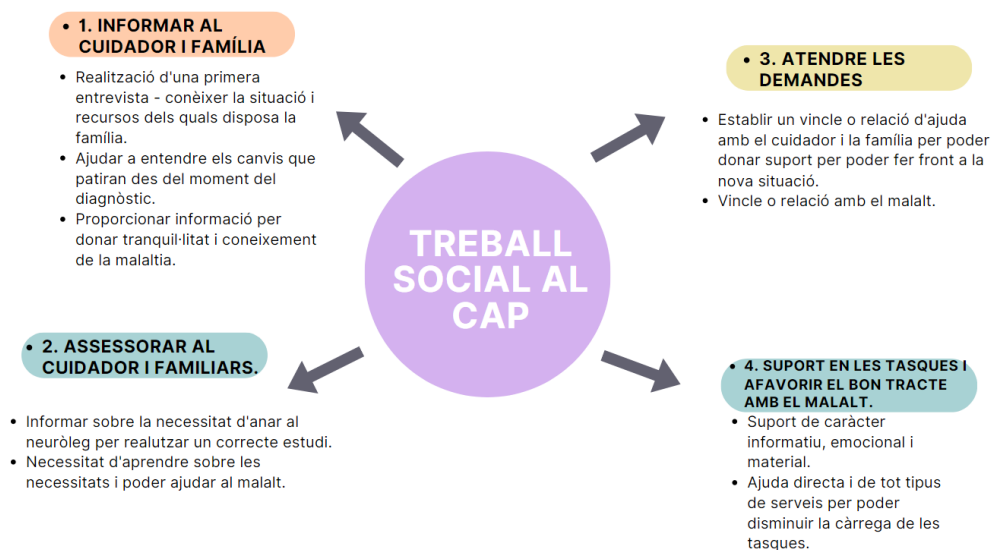 • 1. INFORMAR AL
CUIDADOR I FAMÍLIA
• Realització d'una primera
entrevista - conèixer la situació i
recursos dels quals disposa la
família.
• Ajudar a entendre els canvis que
patiran des del moment del
diagnòstic.
• Proporcionar informació per
donar tranquil·litat i coneixement
de la malaltia.
• 2. ASSESSORAR AL
CUIDADOR I FAMILIARS.
• Informar sobre la necessitat d'anar al
neuròleg per realutzar un correcte estudi.
• Necessitat d'aprendre sobre les
necessitats i poder ajudar al malalt.
TREBALL
SOCIAL AL
CAP
• 3. ATENDRE LES
DEMANDES
• Establir un vincle o relació d'ajuda
amb el cuidador i la família per poder
donar suport per poder fer front a la
nova situació.
• Vincle o relació amb el malalt.
• 4. SUPORT EN LES TASQUES I
AFAVORIR EL BON TRACTE
AMB EL MALALT.
• Suport de caràcter
informatiu, emocional i
material.
• Ajuda directa i de tot tipus
de serveis per poder
disminuir la càrrega de les
tasques.